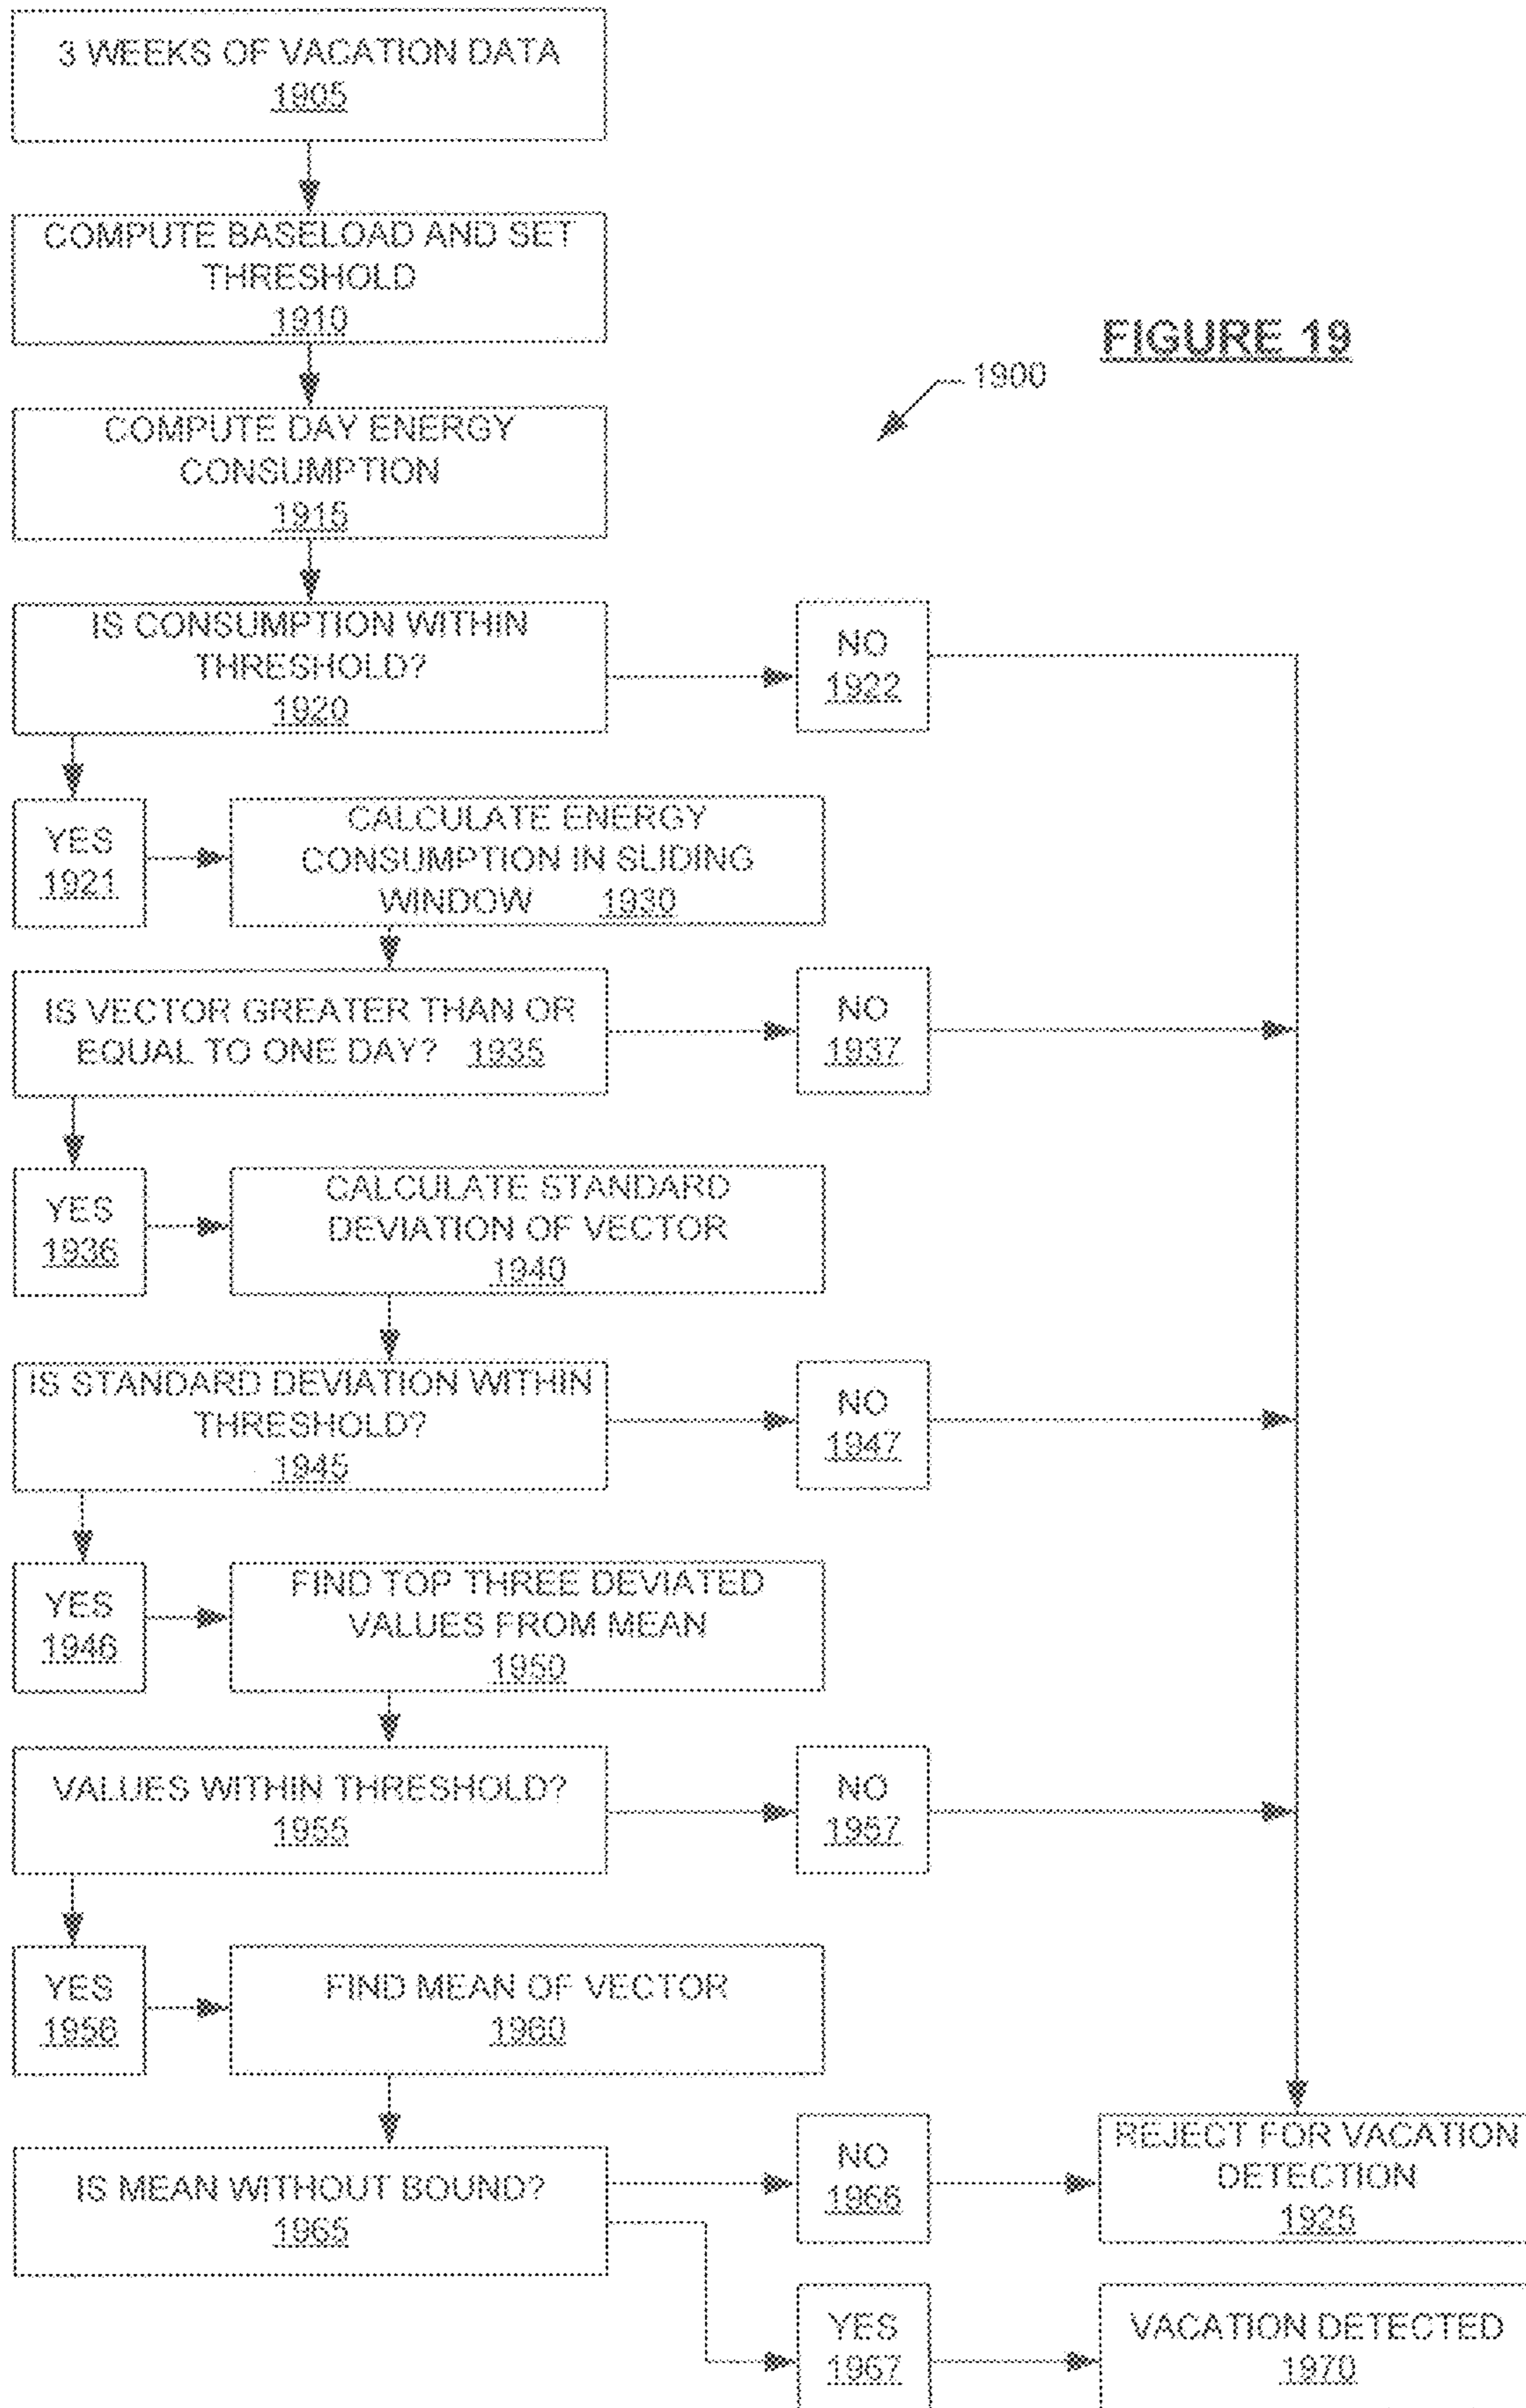 3 WEEKS OF VACATION DATA
1905
COMPUTE BASELOAD AND SET
THRESHOLD
1910
FIGURE 19
1900
COMPUTE DAY ENERGY
CONSUMPTION
1915
IS CONSUMPTION WITHIN
THRESHOLD?
1920
NO
1922
YES
1921
CALCULATE ENERGY
CONSUMPTION IN SLIDING
WINDOW 1930
IS VECTOR GREATER THAN OR
EQUAL TO ONE DAY? 1935
NO
1937
YES
1936
CALCULATE STANDARD
DEVIATION OF VECTOR
1940
IS STANDARD DEVIATION WITHIN
THRESHOLD?
1945
NO
1947
YES
1946
FIND TOP THREE DEVIATED
VALUES FROM MEAN
1950
VALUES WITHIN THRESHOLD?
1955
NO
1957
YES
1956
FIND MEAN OF VECTOR
1960
IS MEAN WITHOUT BOUND?
1965
NO
1966
REJECT FOR VACATION
DETECTION
1925
YES
1967
VACATION DETECTED
1970